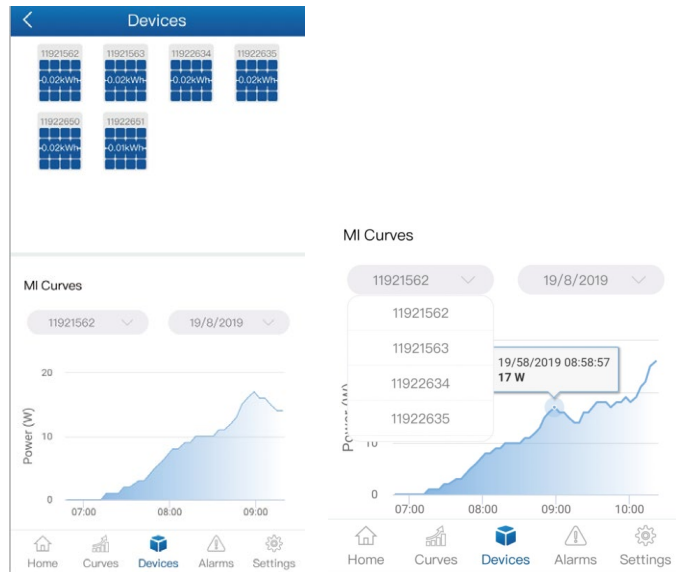 Devices
11921562 11921563 11922634 11922635
0.02kWh 0.02kWh 0.02kWh 0.02kWh
11922650 11922651
0.02kWh 0.01kWh
MI Curves
11921562 19/8/2019
20
Power (W)
10
0
07:00 08:00 09:00
Home Curves Devices Alarms Settings
MI Curves
11921562 19/8/2019
11921562
11921563
11922634
11922635
19/58/2019 08:58:57
17 W
Power (W)
10
0
07:00 08:00 09:00 10:00
Home Curves Devices Alarms Settings